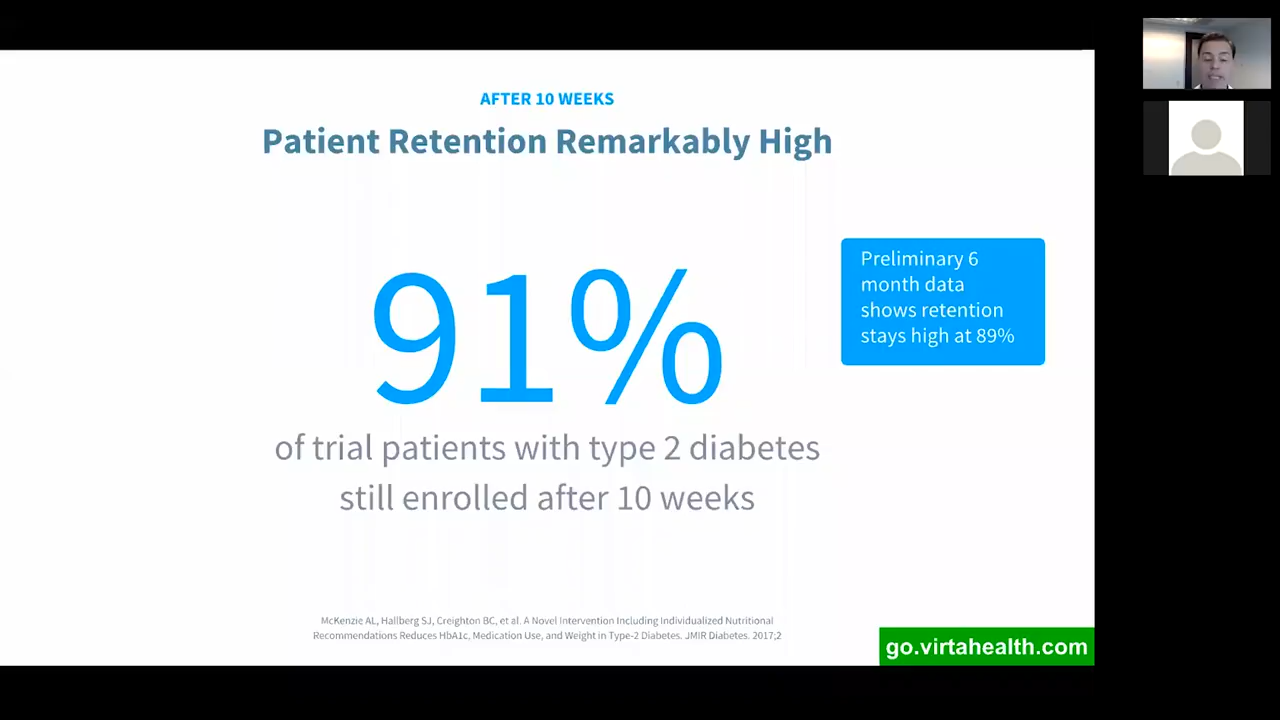 AFTER 10 WEEKS
Patient Retention Remarkably High
91%
of trial patients with type 2 diabetes
still enrolled after 10 weeks
Preliminary 6
month data
shows retention
stays high at 89%
McKenzie AL, Hallberg SJ, Creighton BC, et al. A Novel Intervention Including Individualized Nutritional
Recommendations Reduces HbA1c, Medication Use, and Weight in Type-2 Diabetes. JMIR Diabetes. 2017;2
go.virtahealth.com